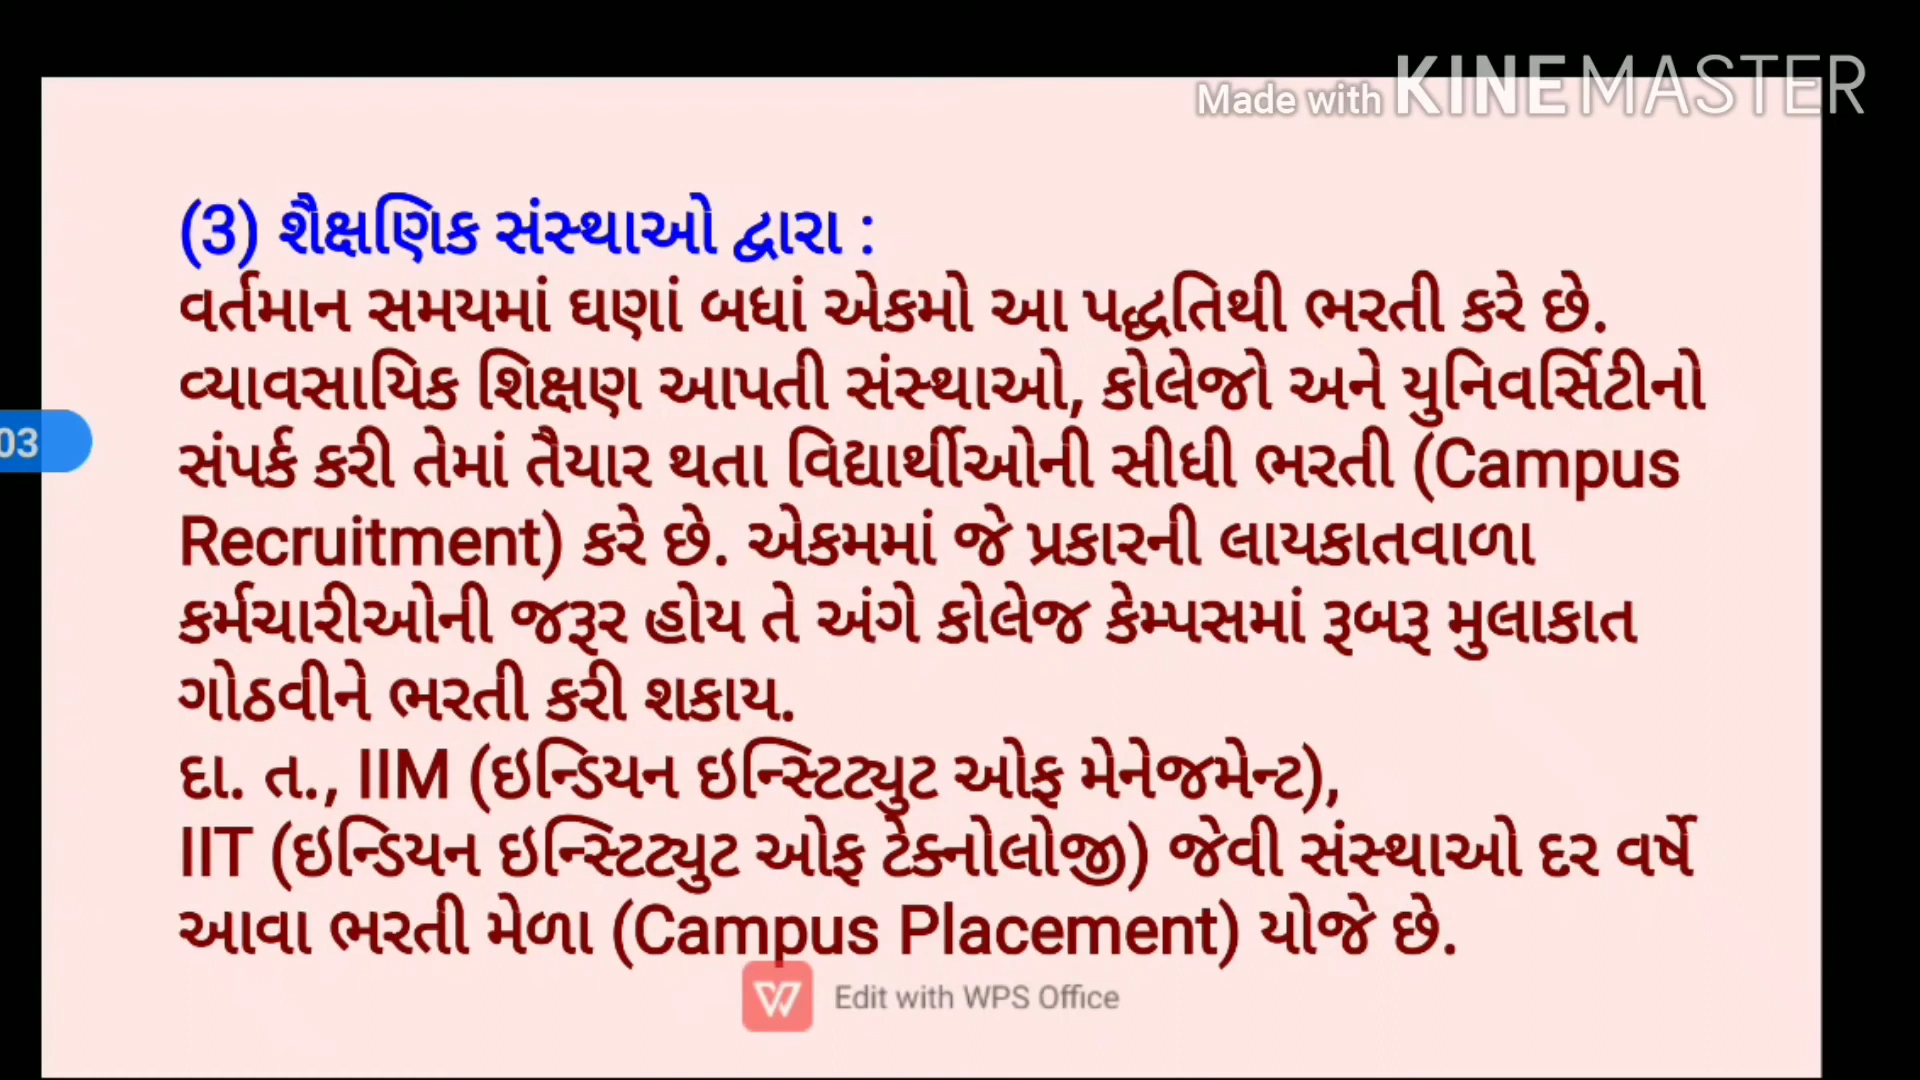 Made with KINEMASTER
(3) શૈક્ષણિક સંસ્થાઓ દ્વારા :
વર્તમાન સમયમાં ઘણાં બધાં એકમો આ પદ્ધતિથી ભરતી કરે છે.
વ્યાવસાયિક શિક્ષણ આપતી સંસ્થાઓ, કોલેજો અને યુનિવર્સિટીનો
03
સંપર્ક કરી તેમાં તૈયાર થતા વિદ્યાર્થીઓની સીધી ભરતી (Campus
Recruitment) કરે છે. એકમમાં જે પ્રકારની લાયકાતવાળા
કર્મચારીઓની જરૂર હોય તે અંગે કોલેજ કેમ્પસમાં રૂબરૂ મુલાકાત
ગોઠવીને ભરતી કરી શકાય.
દા. ત., IIM (ઇન્ડિયન ઇન્સ્ટિટ્યુટ ઓફ મેનેજમેન્ટ),
IIT (ઇન્ડિયન ઇન્સ્ટિટ્યુટ ઓફ ટેક્નોલોજી) જેવી સંસ્થાઓ દર વર્ષે
આવા ભરતી મેળા (Campus Placement) યોજે છે.
Edit with WPS Office